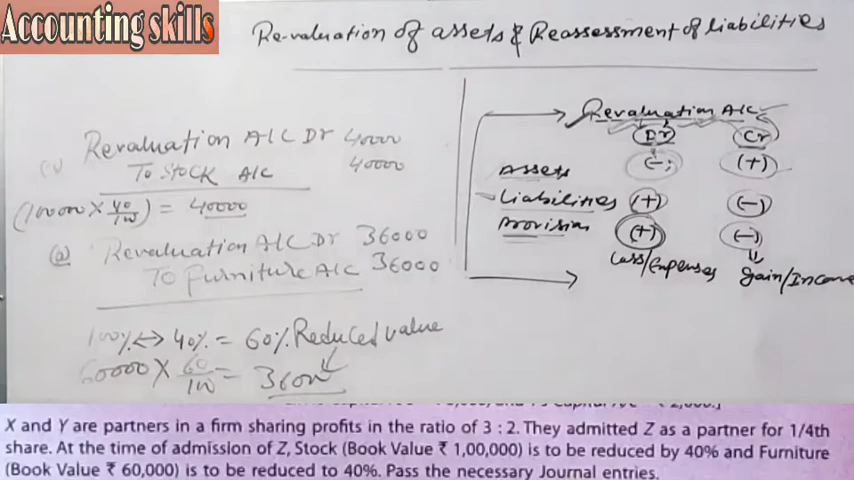 Accounting skills
Re-valuation of assets & Reassessment of liabilities
Revaluation A/C Dr 40000
To Stock A/C 40000
(100000 × 40/100) = 40000
(2) Revaluation A/C Dr 36000
To furniture A/C 36000
100% ↔ 40% = 60% Reduced value
60000 × 60/100 = 36000
Revaluation A/C
Dr Cr
Assets (-) (+)
Liabilities (+) (-)
Provision (+) (-)
Loss/Expenses Gain/Income
X and Y are partners in a firm sharing profits in the ratio of 3 : 2. They admitted Z as a partner for 1/4th
share. At the time of admission of Z, Stock (Book Value ₹ 1,00,000) is to be reduced by 40% and Furniture
(Book Value ₹ 60,000) is to be reduced to 40%. Pass the necessary Journal entries.